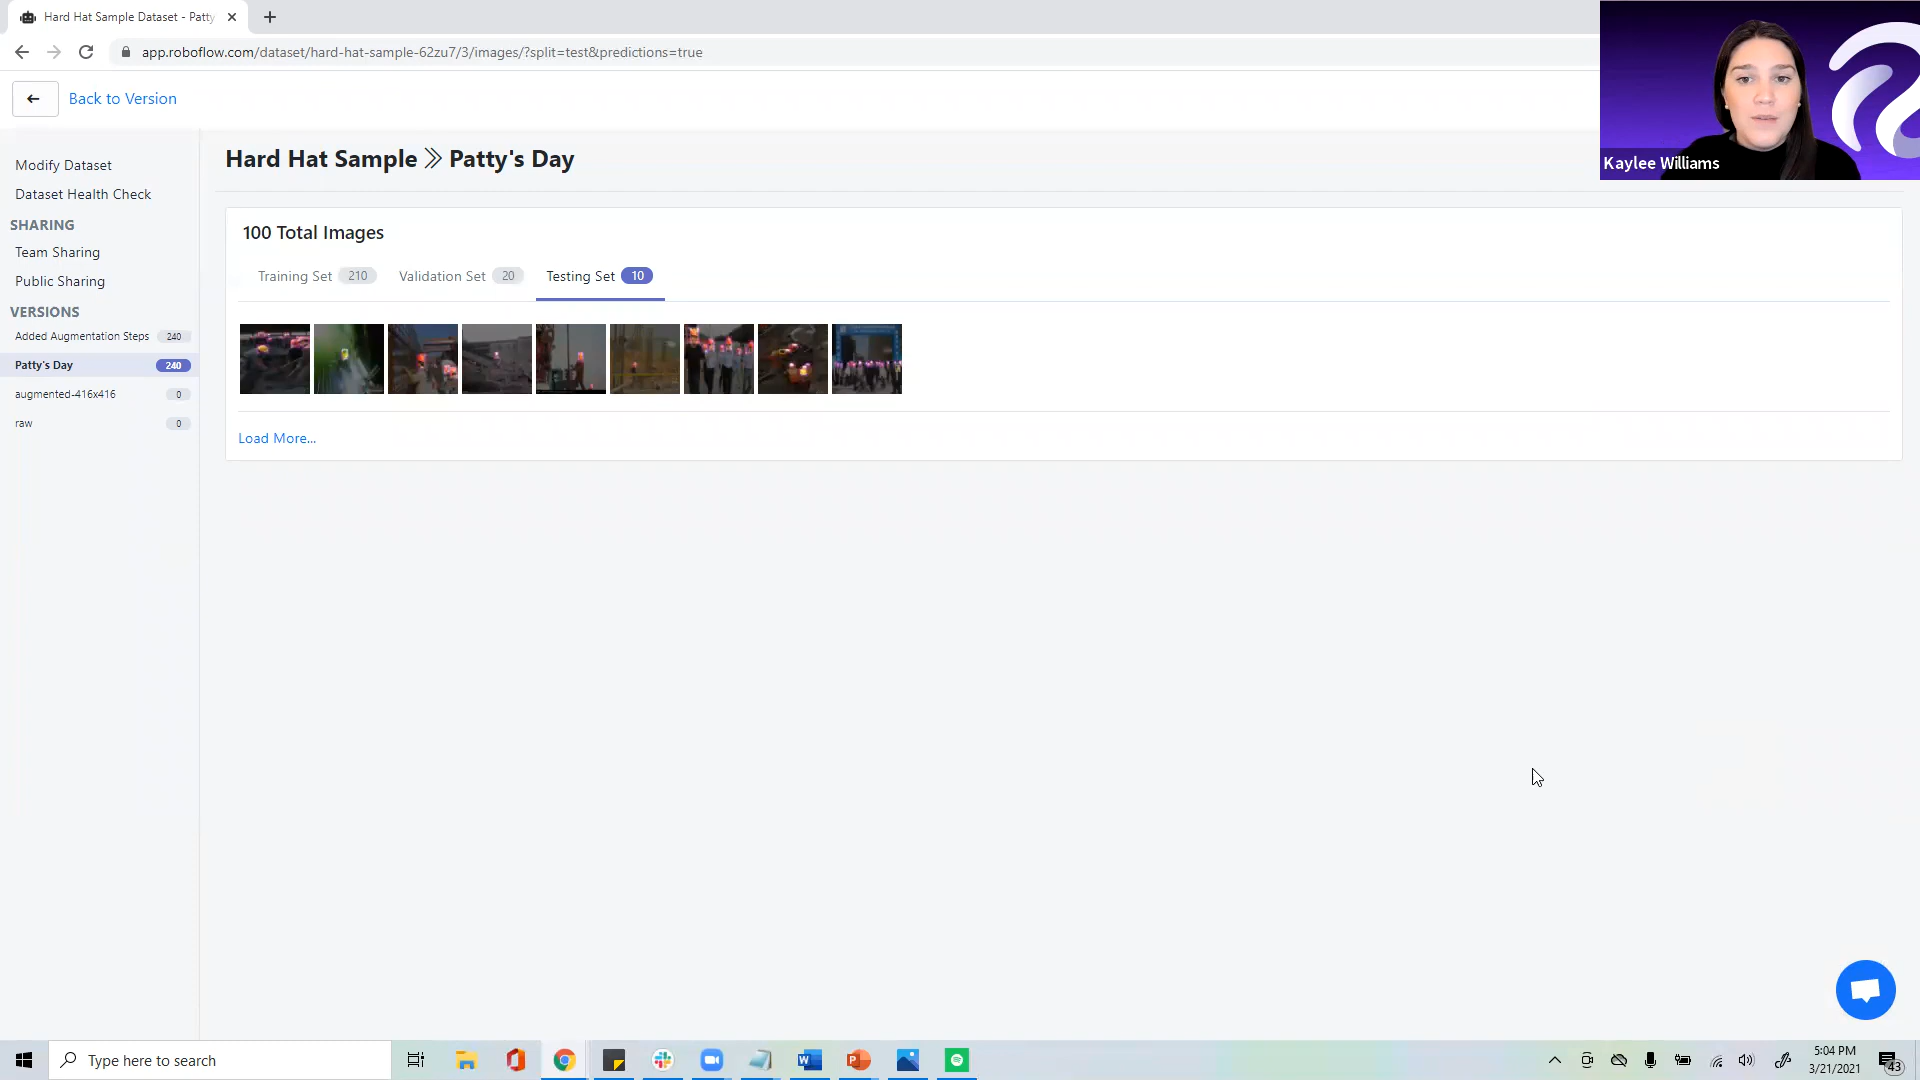 Hard Hat Sample Dataset - Patty
app.roboflow.com/dataset/hard-hat-sample-62zu7/3/images/?split=test&predictions=true
Back to Version
Kaylee Williams
Hard Hat Sample » Patty's Day
Modify Dataset
Dataset Health Check
SHARING
Team Sharing
Public Sharing
VERSIONS
Added Augmentation Steps 240
Patty's Day 240
augmented-416x416 0
raw 0
100 Total Images
Training Set 210 Validation Set 20 Testing Set 10
Load More...
Type here to search
5:04 PM
3/21/2021
43